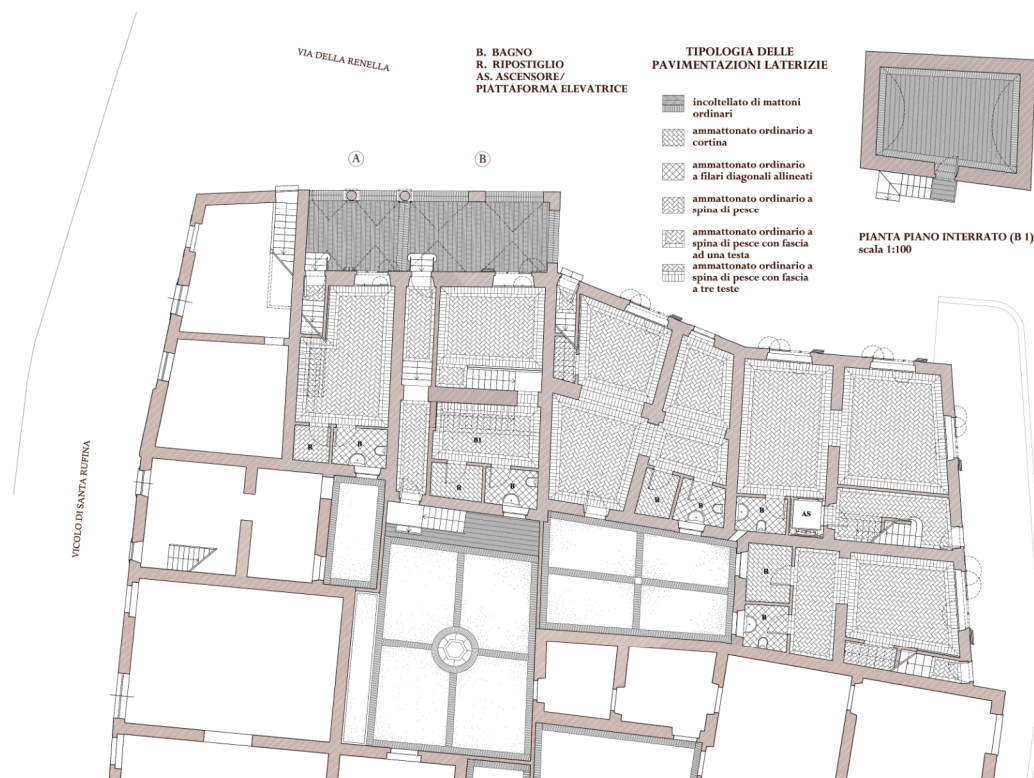 VIA DELLA RENELLA
B. BAGNO
R. RIPOSTIGLIO
AS. ASCENSORE/
PIATTAFORMA ELEVATRICE
TIPOLOGIA DELLE
PAVIMENTAZIONI LATERIZIE
incoltellato di mattoni
ordinari
ammattonato ordinario a
cortina
ammattonato ordinario
a filari diagonali allineati
ammattonato ordinario a
spina di pesce
ammattonato ordinario a
spina di pesce con fascia
ad una testa
ammattonato ordinario a
spina di pesce con fascia
a tre teste
PIANTA PIANO INTERRATO (B 1)
scala 1:100
A
B
VICOLO DI SANTA RUFINA
R
B
B1
R
B
R
B
B
AS
R
B